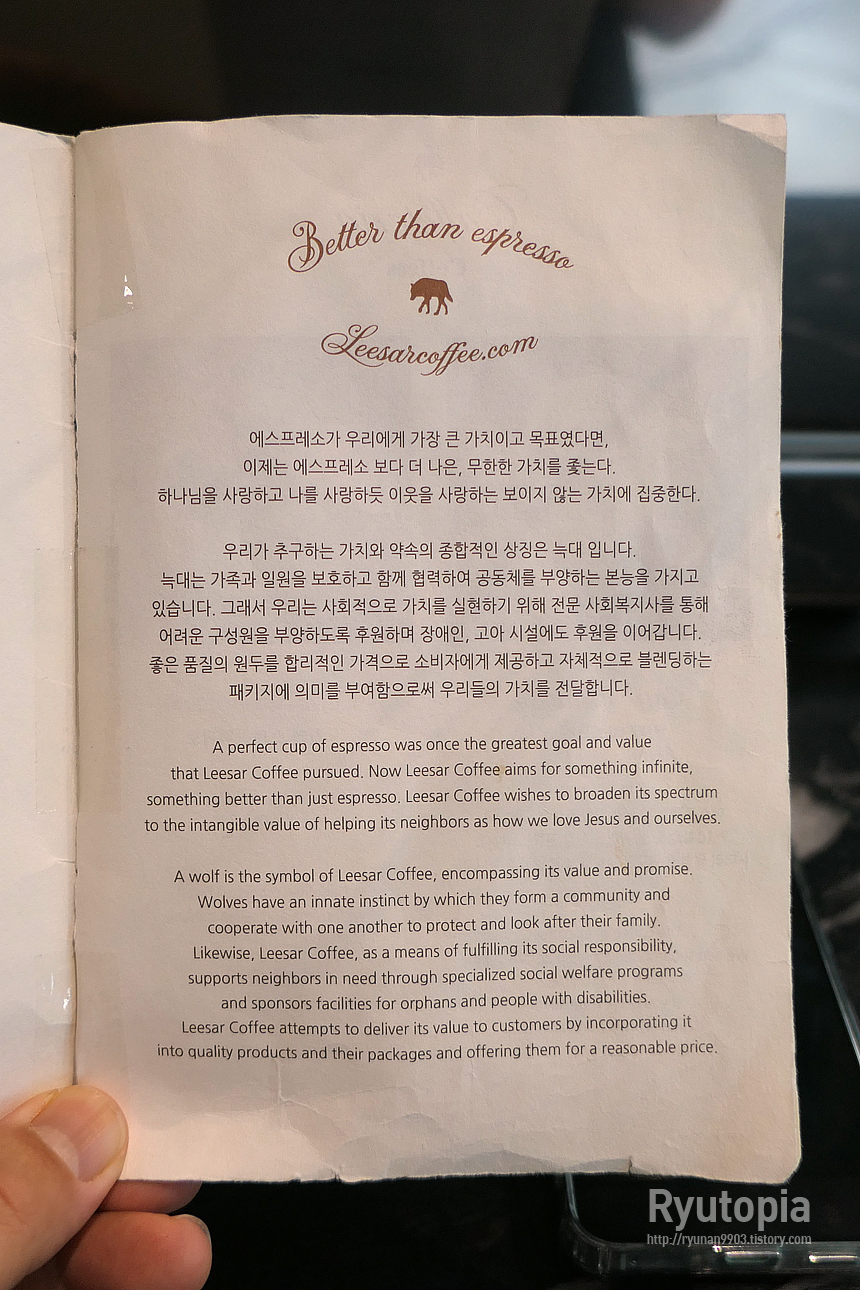 Better than espresso
Leesarcoffee.com
에스프레소가 우리에게 가장 큰 가치이고 목표였다면,
이제는 에스프레소 보다 더 나은, 무한한 가치를 좇는다.
하나님을 사랑하고 나를 사랑하듯 이웃을 사랑하는 보이지 않는 가치에 집중한다.
우리가 추구하는 가치와 약속의 종합적인 상징은 늑대 입니다.
늑대는 가족과 일원을 보호하고 함께 협력하여 공동체를 부양하는 본능을 가지고
있습니다. 그래서 우리는 사회적으로 가치를 실현하기 위해 전문 사회복지사를 통해
어려운 구성원을 부양하도록 후원하며 장애인, 고아 시설에도 후원을 이어갑니다.
좋은 품질의 원두를 합리적인 가격으로 소비자에게 제공하고 자체적으로 블렌딩하는
패키지에 의미를 부여함으로써 우리들의 가치를 전달합니다.
A perfect cup of espresso was once the greatest goal and value
that Leesar Coffee pursued. Now Leesar Coffee aims for something infinite,
something better than just espresso. Leesar Coffee wishes to broaden its spectrum
to the intangible value of helping its neighbors as how we love Jesus and ourselves.
A wolf is the symbol of Leesar Coffee, encompassing its value and promise.
Wolves have an innate instinct by which they form a community and
cooperate with one another to protect and look after their family.
Likewise, Leesar Coffee, as a means of fulfilling its social responsibility,
supports neighbors in need through specialized social welfare programs
and sponsors facilities for orphans and people with disabilities.
Leesar Coffee attempts to deliver its value to customers by incorporating it
into quality products and their packages and offering them for a reasonable price.
Ryutopia
http://ryunan9903.tistory.com